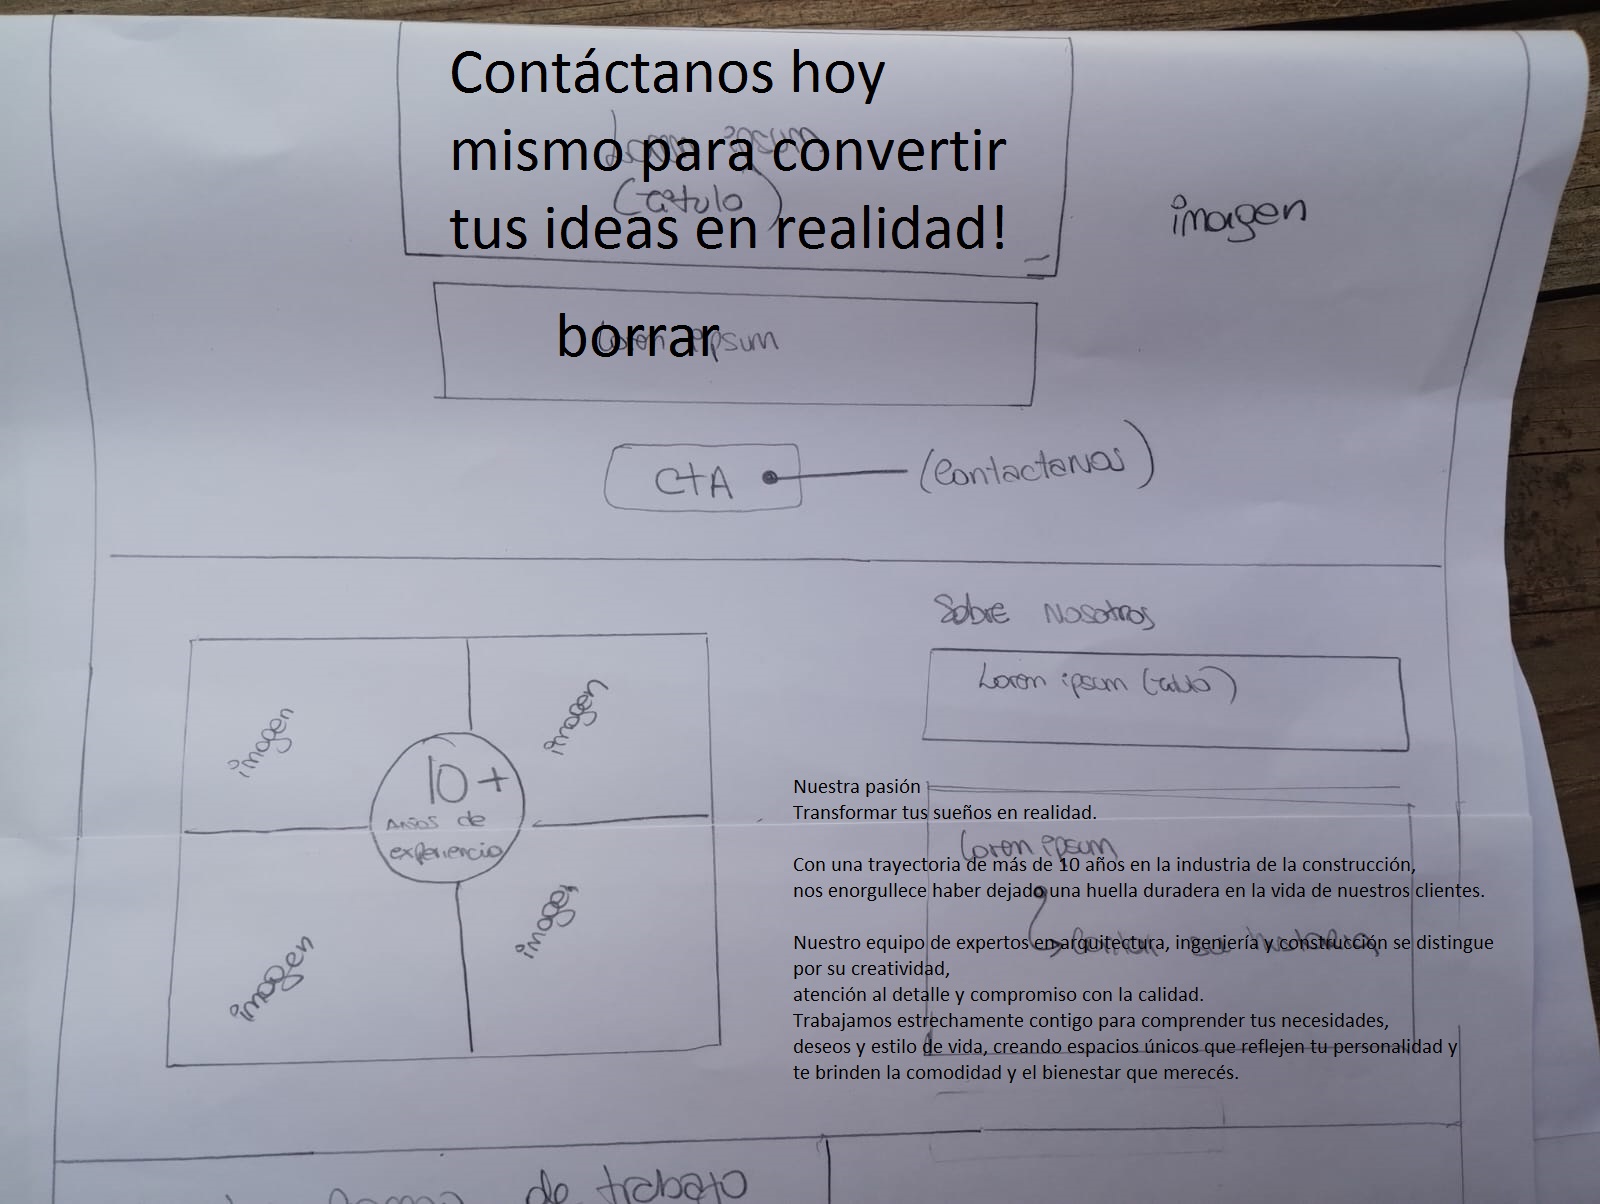 Contáctanos hoy
mismo para convertir
tus ideas en realidad!
Lorem ipsum
(título)
imagen
borrar
Lorem ipsum
CTA
(Contactanos)
Sobre Nosotros
Lorem ipsum (titulo)
imagen
imagen
10+
Años de
experiencia
imagen
imagen
Nuestra pasión
Transformar tus sueños en realidad.
Lorem ipsum
Con una trayectoria de más de 10 años en la industria de la construcción,
nos enorgullece haber dejado una huella duradera en la vida de nuestros clientes.
Nuestro equipo de expertos en arquitectura, ingeniería y construcción se distingue
por su creatividad,
atención al detalle y compromiso con la calidad.
Trabajamos estrechamente contigo para comprender tus necesidades,
deseos y estilo de vida, creando espacios únicos que reflejen tu personalidad y
te brinden la comodidad y el bienestar que merecés.
de trabajo